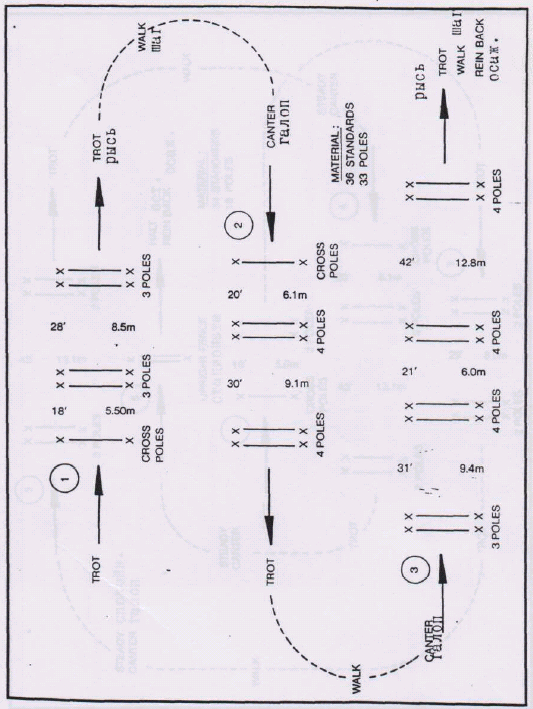 1
TROT
CROSS
POLES
18' 5.50m
3 POLES
28' 8.5m
3 POLES
TROT
рысь
WALK
шаг
CANTER
галоп
2
CROSS
POLES
20' 6.1m
4 POLES
30' 9.1m
4 POLES
TROT
WALK
CANTER
галоп
3
3 POLES
31' 9.4m
4 POLES
21' 6.0m
4 POLES
42' 12.8m
4 POLES
рысь
TROT
WALK шаг
REIN BACK
осаж.
MATERIAL:
36 STANDARDS
33 POLES